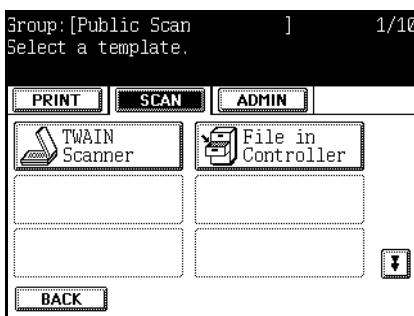 Group:[Public Scan ] 1/10
Select a template.
PRINT SCAN ADMIN
TWAIN Scanner
File in Controller
BACK